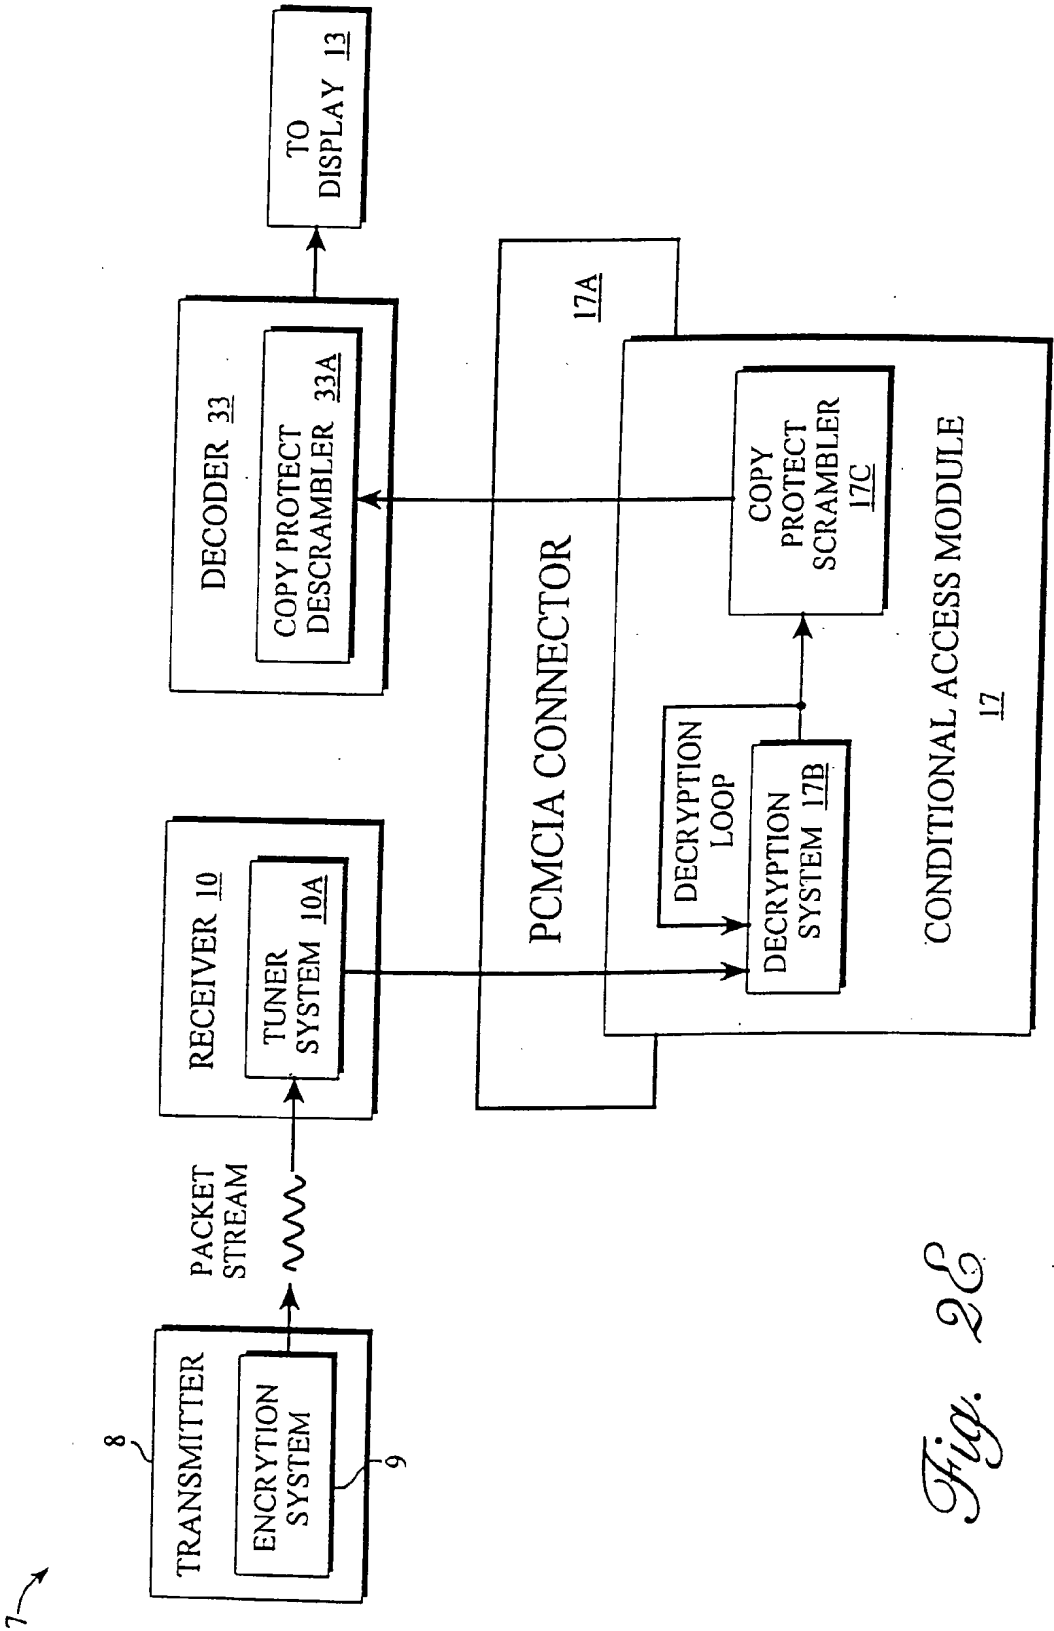 7
8
TRANSMITTER
ENCRYTION
SYSTEM
9
PACKET
STREAM
RECEIVER 10
TUNER
SYSTEM 10A
DECODER 33
COPY PROTECT
DESCRAMBLER 33A
TO
DISPLAY 13
PCMCIA CONNECTOR
17A
DECRYPTION
LOOP
DECRYPTION
SYSTEM 17B
COPY
PROTECT
SCRAMBLER
17C
CONDITIONAL ACCESS MODULE
17
Fig. 2E